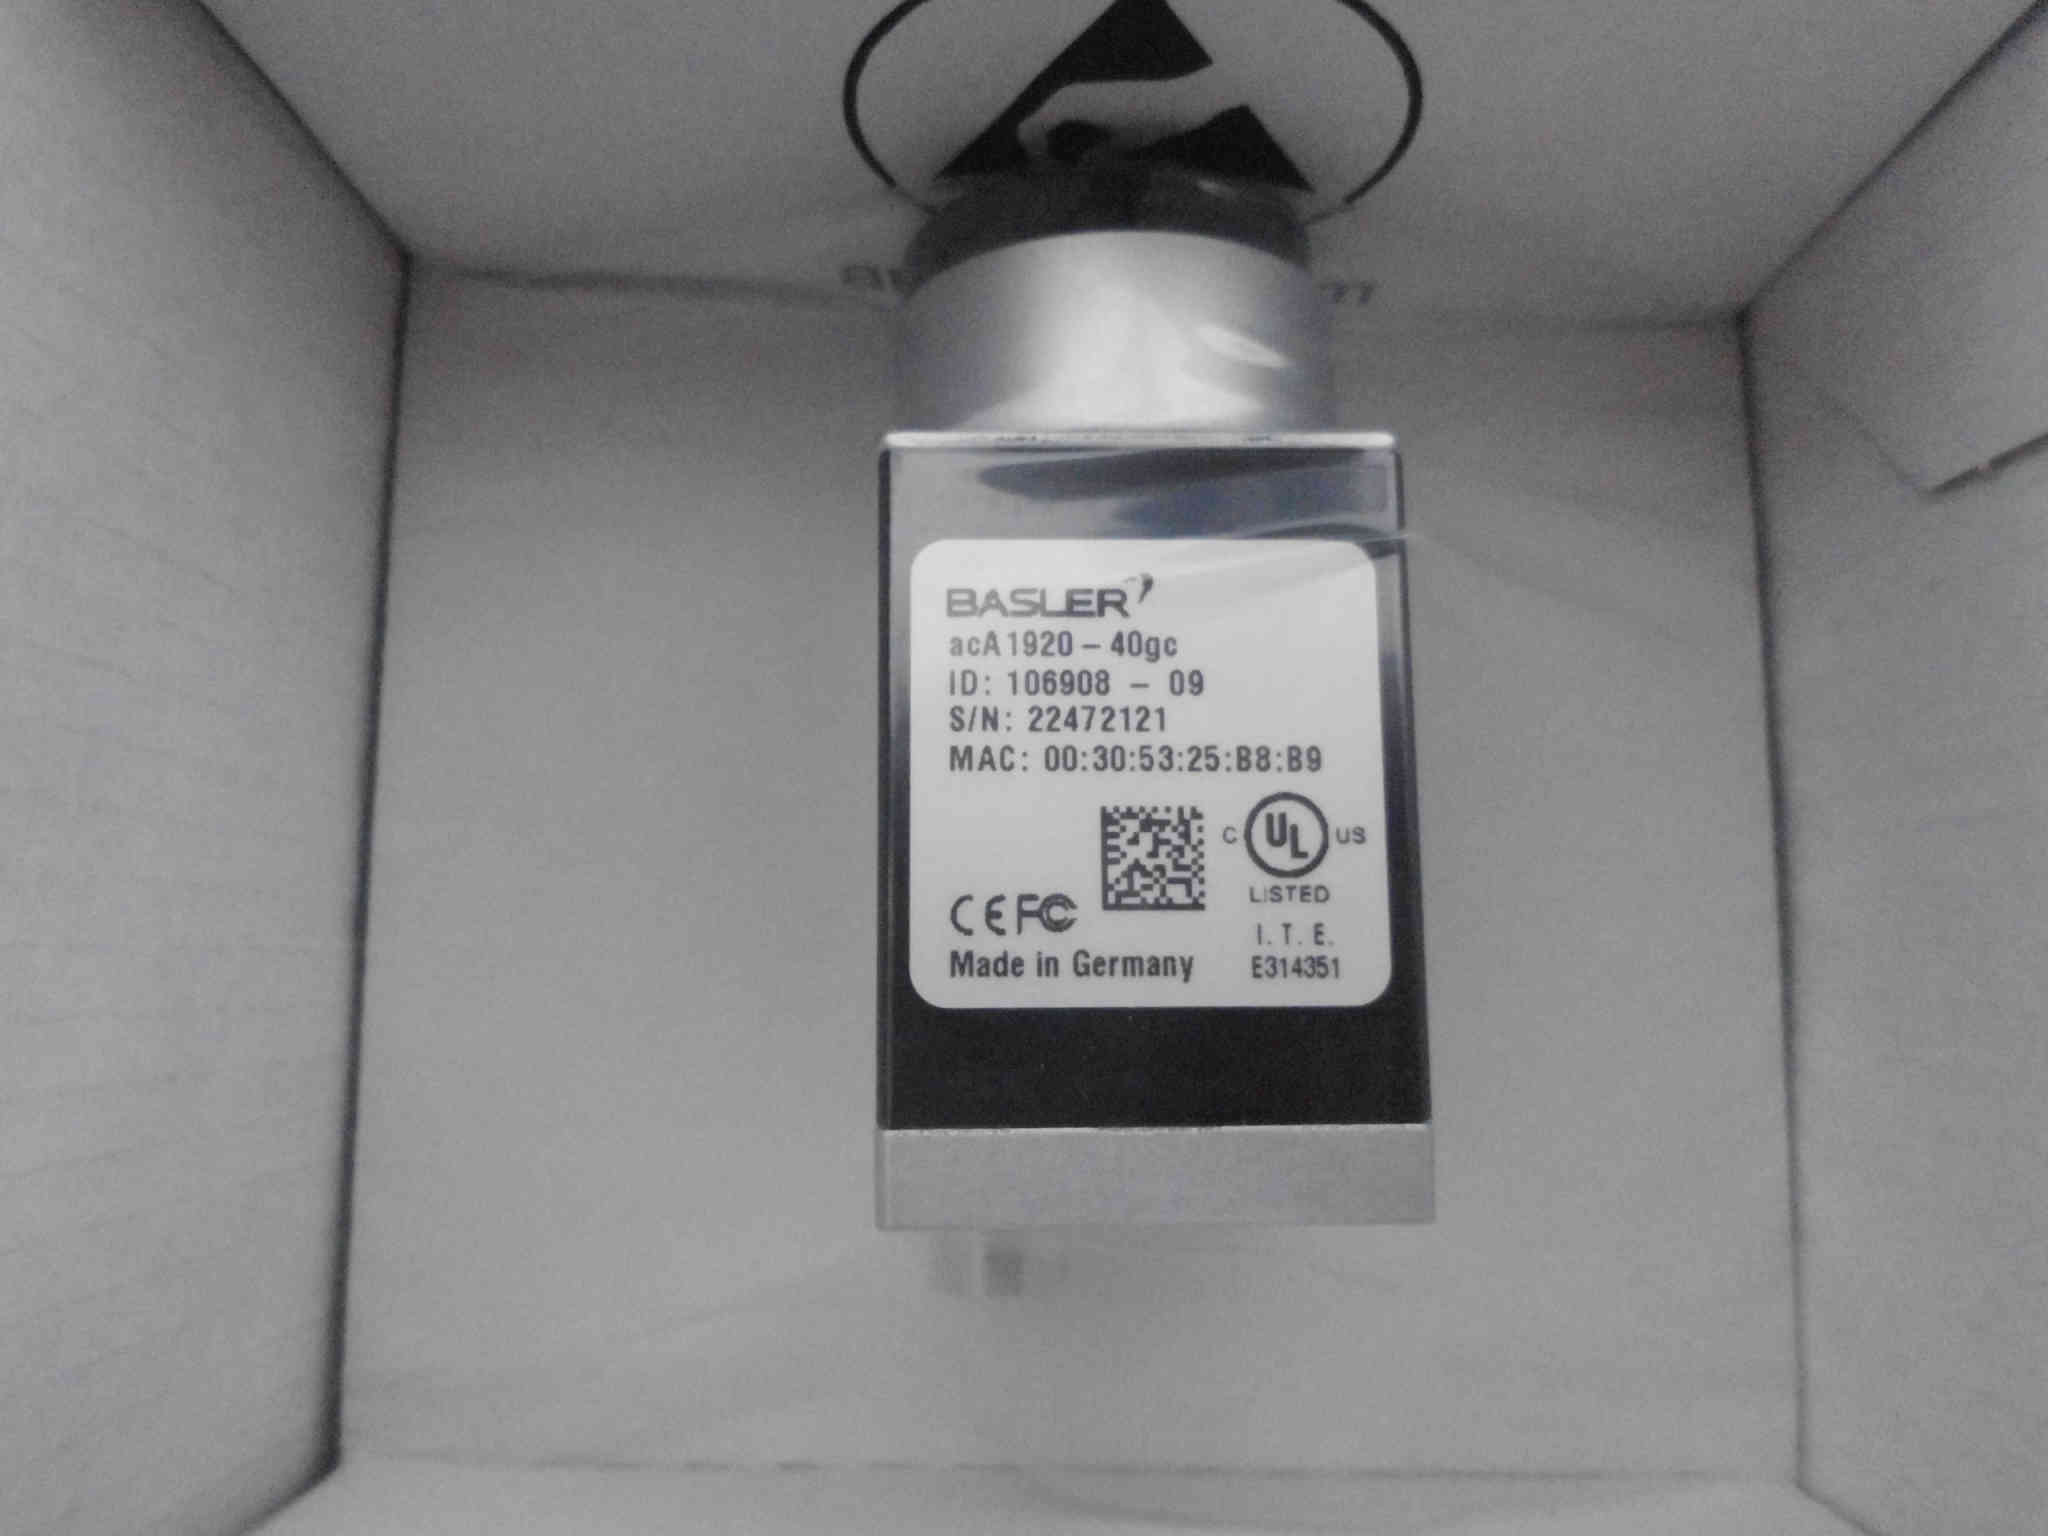 BASLER
acA1920-40gc
ID: 106908 - 09
S/N: 22472121
MAC: 00:30:53:25:B8:B9
C UL US
LISTED
CE FC
I. T. E.
Made in Germany
E314351